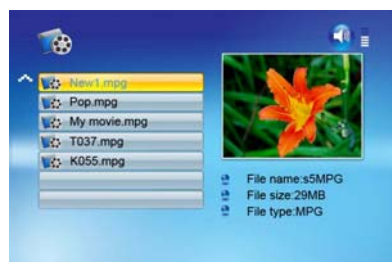 New1.mpg
Pop.mpg
My movie.mpg
T037.mpg
K055.mpg
File name:s5MPG
File size:29MB
File type:MPG